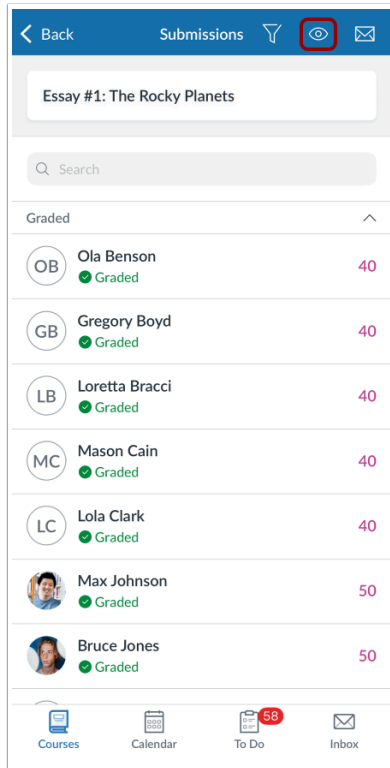 Back Submissions
Essay #1: The Rocky Planets
Search
Graded
OB Ola Benson 40
Graded
GB Gregory Boyd 40
Graded
LB Loretta Bracci 40
Graded
MC Mason Cain 40
Graded
LC Lola Clark 40
Graded
Max Johnson 50
Graded
Bruce Jones 50
Graded
58
Courses Calendar To Do Inbox